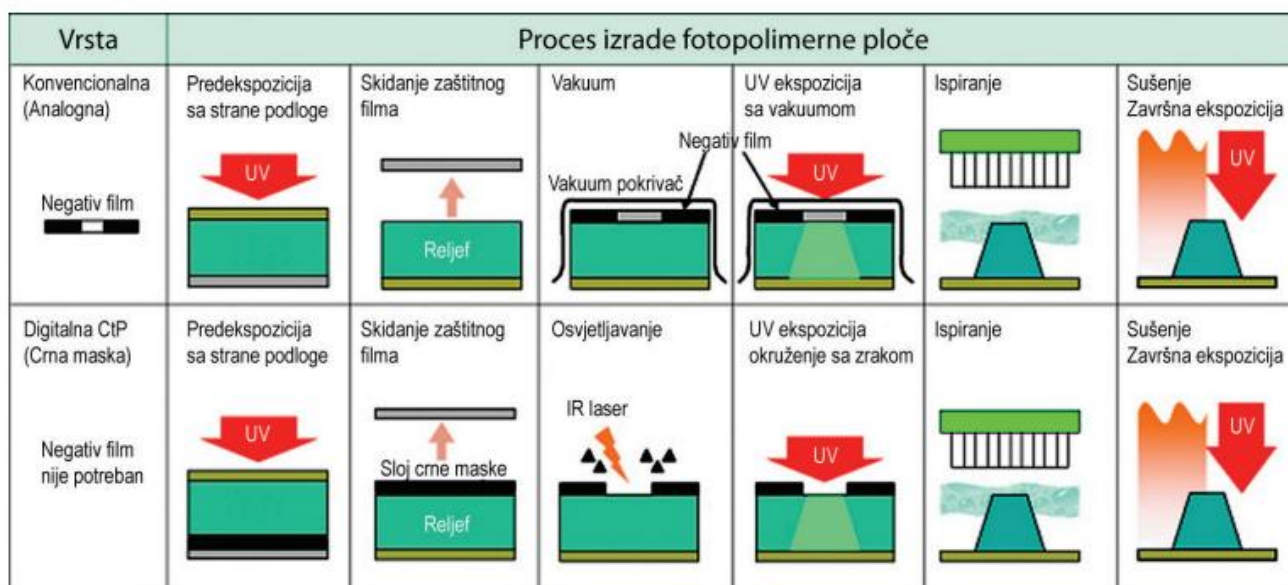 Vrsta
Proces izrade fotopolimerne ploče
Konvencionalna
(Analogna)
Negativ film
Predekspozicija
sa strane podloge
UV
Skidanje zaštitnog
filma
Reljef
Vakuum
Vakuum pokrivač
Negativ film
UV ekspozicija
sa vakuumom
UV
Ispiranje
Sušenje
Završna ekspozicija
UV
Digitalna CtP
(Crna maska)
Negativ film
nije potreban
Predekspozicija
sa strane podloge
UV
Skidanje zaštitnog
filma
Sloj crne maske
Reljef
Osvjetljavanje
IR laser
UV ekspozicija
okruženje sa zrakom
UV
Ispiranje
Sušenje
Završna ekspozicija
UV